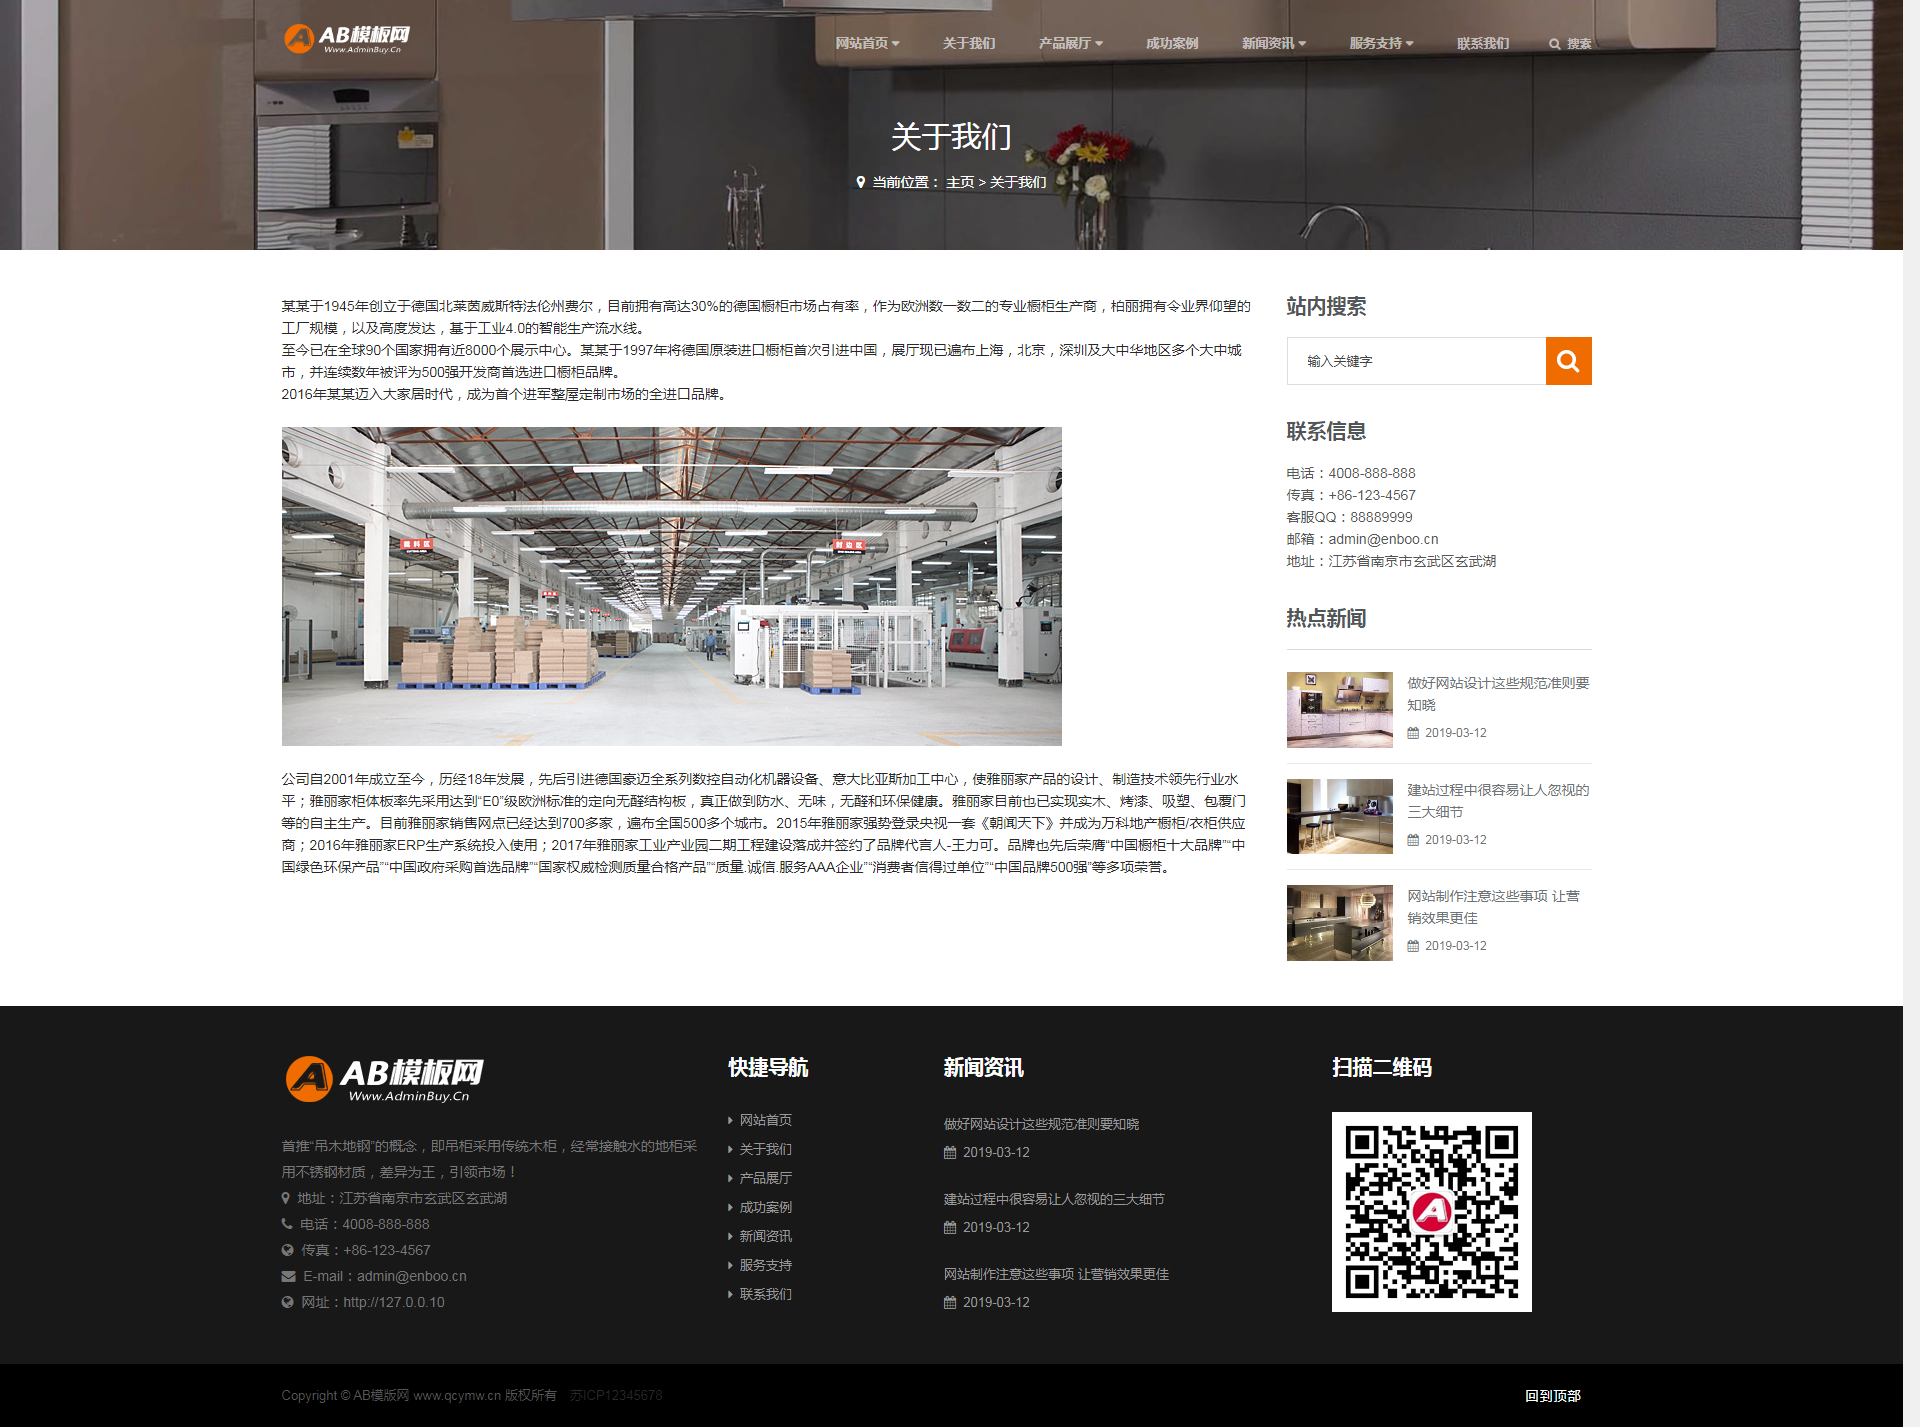 AB模板网
Www.AdminBuy.Cn
网站首页 关于我们 产品展厅 成功案例 新闻资讯 服务支持 联系我们 搜索
关于我们
当前位置： 主页 > 关于我们
某某于1945年创立于德国北莱茵威斯特法伦州费尔，目前拥有高达30%的德国橱柜市场占有率，作为欧洲数一数二的专业橱柜生产商，柏丽拥有令业界仰望的
工厂规模，以及高度发达，基于工业4.0的智能生产流水线。
至今已在全球90个国家拥有近8000个展示中心。某某于1997年将德国原装进口橱柜首次引进中国，展厅现已遍布上海，北京，深圳及大中华地区多个大中城
市，并连续数年被评为500强开发商首选进口橱柜品牌。
2016年某某迈入大家居时代，成为首个进军整屋定制市场的全进口品牌。
裁料区
封边区
公司自2001年成立至今，历经18年发展，先后引进德国豪迈全系列数控自动化机器设备、意大比亚斯加工中心，使雅丽家产品的设计、制造技术领先行业水
平；雅丽家柜体板率先采用达到“E0”级欧洲标准的定向无醛结构板，真正做到防水、无味，无醛和环保健康。雅丽家目前也已实现实木、烤漆、吸塑、包覆门
等的自主生产。目前雅丽家销售网点已经达到700多家，遍布全国500多个城市。2015年雅丽家强势登录央视一套《朝闻天下》并成为万科地产橱柜/衣柜供应
商；2016年雅丽家ERP生产系统投入使用；2017年雅丽家工业产业园二期工程建设落成并签约了品牌代言人-王力可。品牌也先后荣膺“中国橱柜十大品牌”“中
国绿色环保产品”“中国政府采购首选品牌”“国家权威检测质量合格产品”“质量.诚信.服务AAA企业”“消费者信得过单位”“中国品牌500强”等多项荣誉。
站内搜索
输入关键字
联系信息
电话：4008-888-888
传真：+86-123-4567
客服QQ：88889999
邮箱：admin@enboo.cn
地址：江苏省南京市玄武区玄武湖
热点新闻
做好网站设计这些规范准则要
知晓
2019-03-12
建站过程中很容易让人忽视的
三大细节
2019-03-12
网站制作注意这些事项 让营
销效果更佳
2019-03-12
AB模板网
Www.AdminBuy.Cn
首推“吊木地钢”的概念，即吊柜采用传统木柜，经常接触水的地柜采
用不锈钢材质，差异为王，引领市场！
地址：江苏省南京市玄武区玄武湖
电话：4008-888-888
传真：+86-123-4567
E-mail：admin@enboo.cn
网址：http://127.0.0.10
快捷导航
网站首页
关于我们
产品展厅
成功案例
新闻资讯
服务支持
联系我们
新闻资讯
做好网站设计这些规范准则要知晓
2019-03-12
建站过程中很容易让人忽视的三大细节
2019-03-12
网站制作注意这些事项 让营销效果更佳
2019-03-12
扫描二维码
Copyright © AB模版网 www.qcymw.cn 版权所有 苏ICP12345678
回到顶部